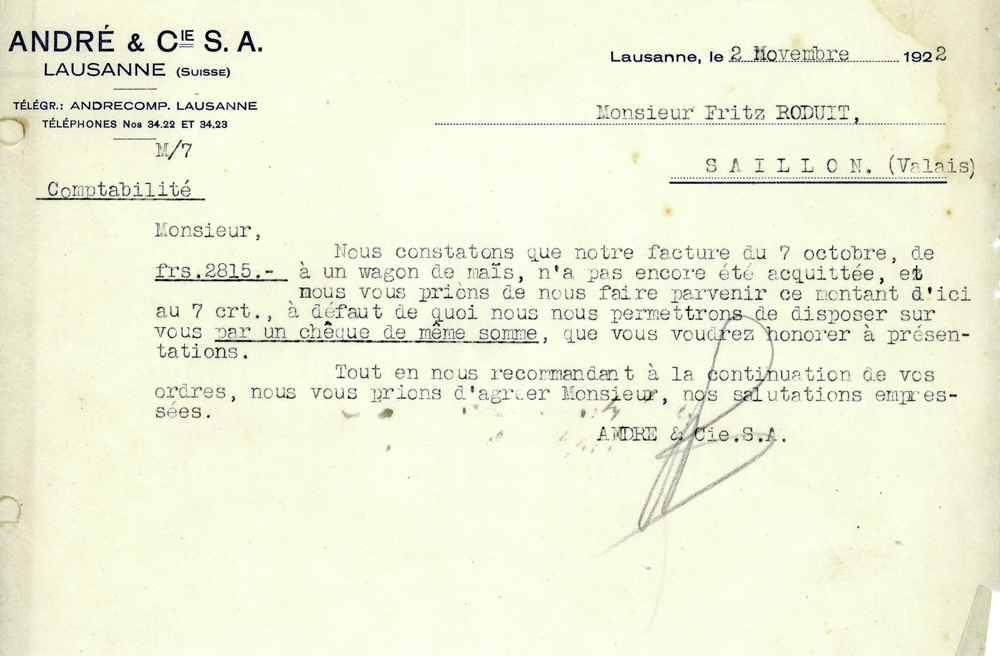 ANDRÉ & CIE S. A.
LAUSANNE (SUISSE)
TÉLÉGR.: ANDRECOMP. LAUSANNE
TÉLÉPHONES Nos 34.22 ET 34.23
M/7
Comptabilité
Lausanne, le 2 Novembre 1922
Monsieur Fritz RODUIT,
S A I L L O N. (Valais)
Monsieur,
Nous constatons que notre facture du 7 octobre, de
frs.2815.- à un wagon de maïs, n'a pas encore été acquittée, et
nous vous prions de nous faire parvenir ce montant d'ici
au 7 crt., à défaut de quoi nous nous permettrons de disposer sur
vous par un chêque de même somme, que vous voudrez honorer à présen-
tations.
Tout en nous recommandant à la continuation de vos
ordres, nous vous prions d'agréer Monsieur, nos salutations empres-
sées.
ANDRE & Cie.S.A.